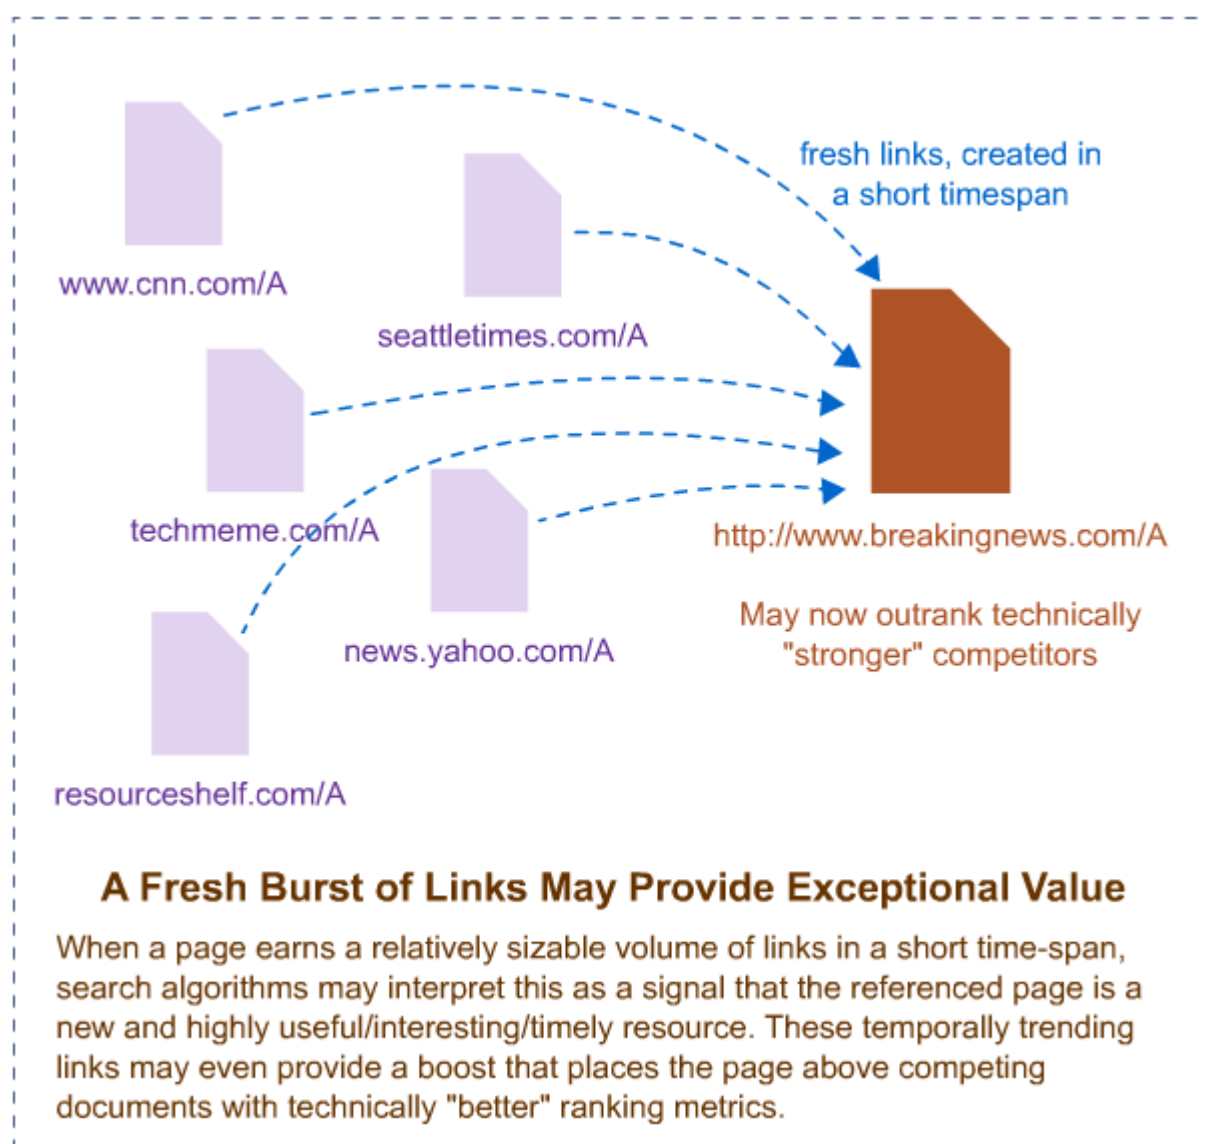 fresh links, created in
a short timespan
www.cnn.com/A
seattletimes.com/A
techmeme.com/A
http://www.breakingnews.com/A
May now outrank technically
"stronger" competitors
news.yahoo.com/A
resourceshelf.com/A
A Fresh Burst of Links May Provide Exceptional Value
When a page earns a relatively sizable volume of links in a short time-span,
search algorithms may interpret this as a signal that the referenced page is a
new and highly useful/interesting/timely resource. These temporally trending
links may even provide a boost that places the page above competing
documents with technically "better" ranking metrics.